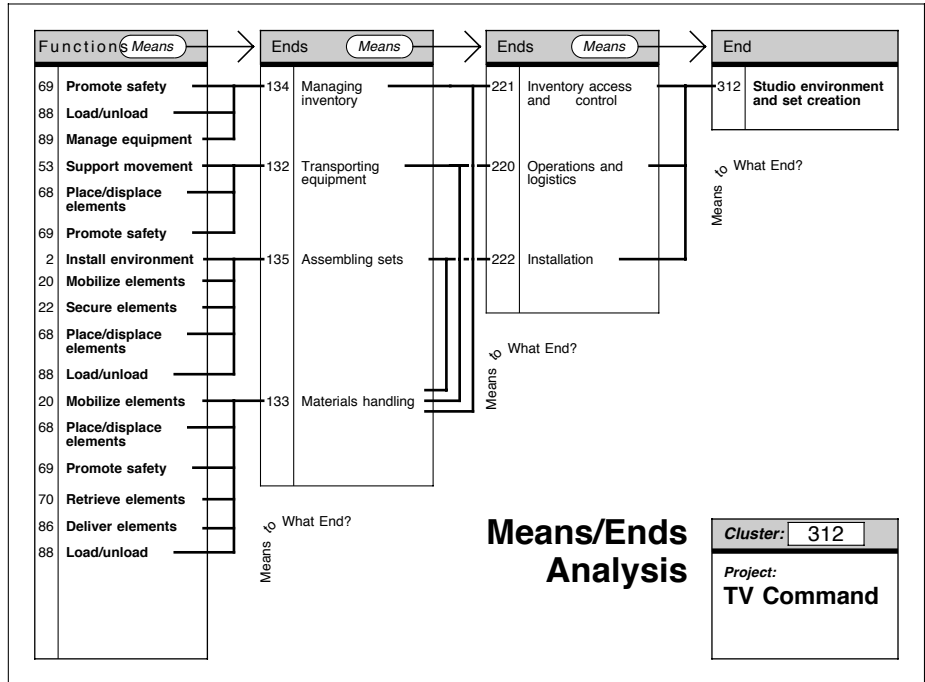 Functions Means
69 Promote safety
88 Load/unload
89 Manage equipment
53 Support movement
68 Place/displace
elements
69 Promote safety
2 Install environment
20 Mobilize elements
22 Secure elements
68 Place/displace
elements
88 Load/unload
20 Mobilize elements
68 Place/displace
elements
69 Promote safety
70 Retrieve elements
86 Deliver elements
88 Load/unload
Ends Means
134 Managing
inventory
132 Transporting
equipment
135 Assembling sets
133 Materials handling
Means to What End?
Ends Means
221 Inventory access
and control
220 Operations and
logistics
222 Installation
Means to What End?
End
312 Studio environment
and set creation
Means to What End?
Means/Ends
Analysis
Cluster: 312
Project:
TV Command